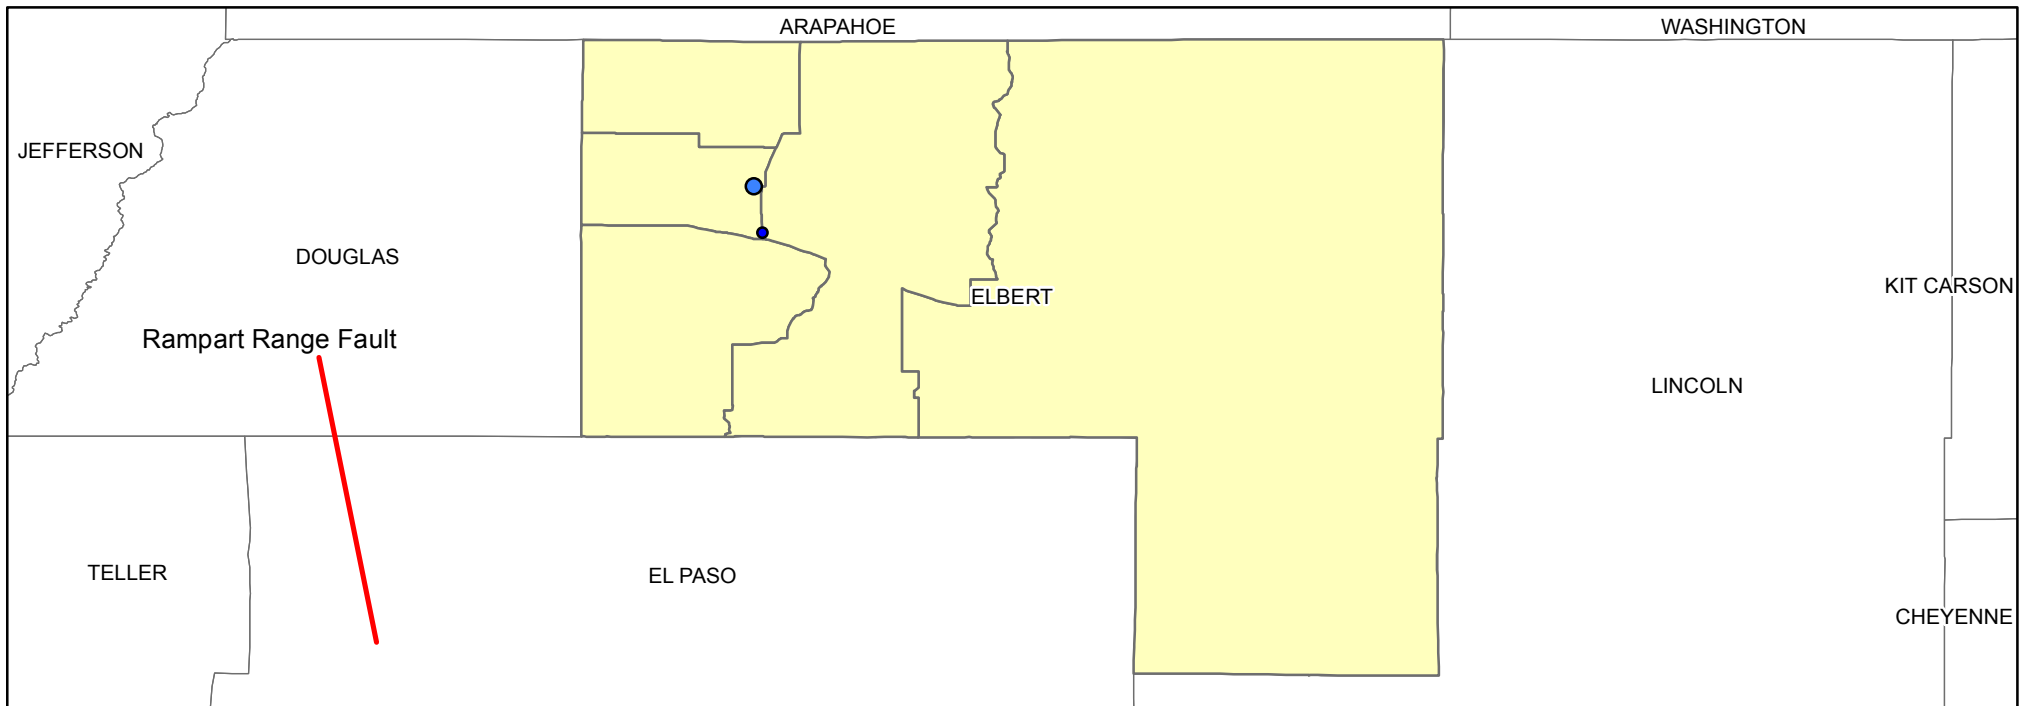 ARAPAHOE
WASHINGTON
JEFFERSON
DOUGLAS
KIT CARSON
ELBERT
Rampart Range Fault
LINCOLN
TELLER
EL PASO
CHEYENNE